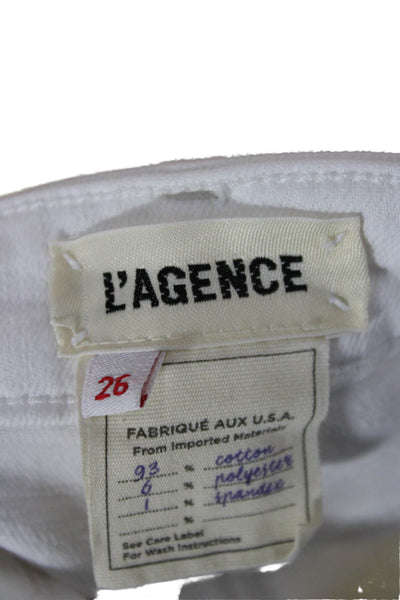 L'AGENCE
26
FABRIQUÉ AUX U.S.A.
From Imported Materials
93 % cotton
6 % polyester
1 % spandex
%
See Care Label
For Wash Instructions